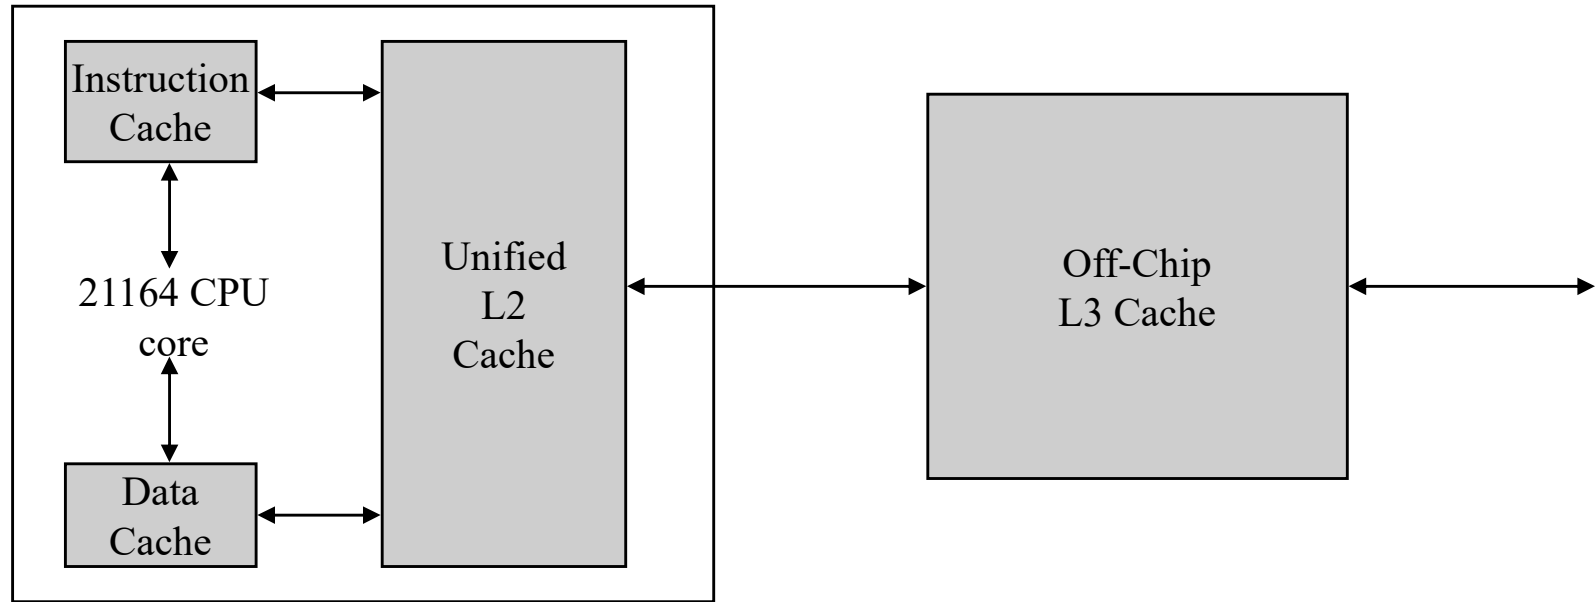 Instruction
Cache
21164 CPU
core
Data
Cache
Unified
L2
Cache
Off-Chip
L3 Cache